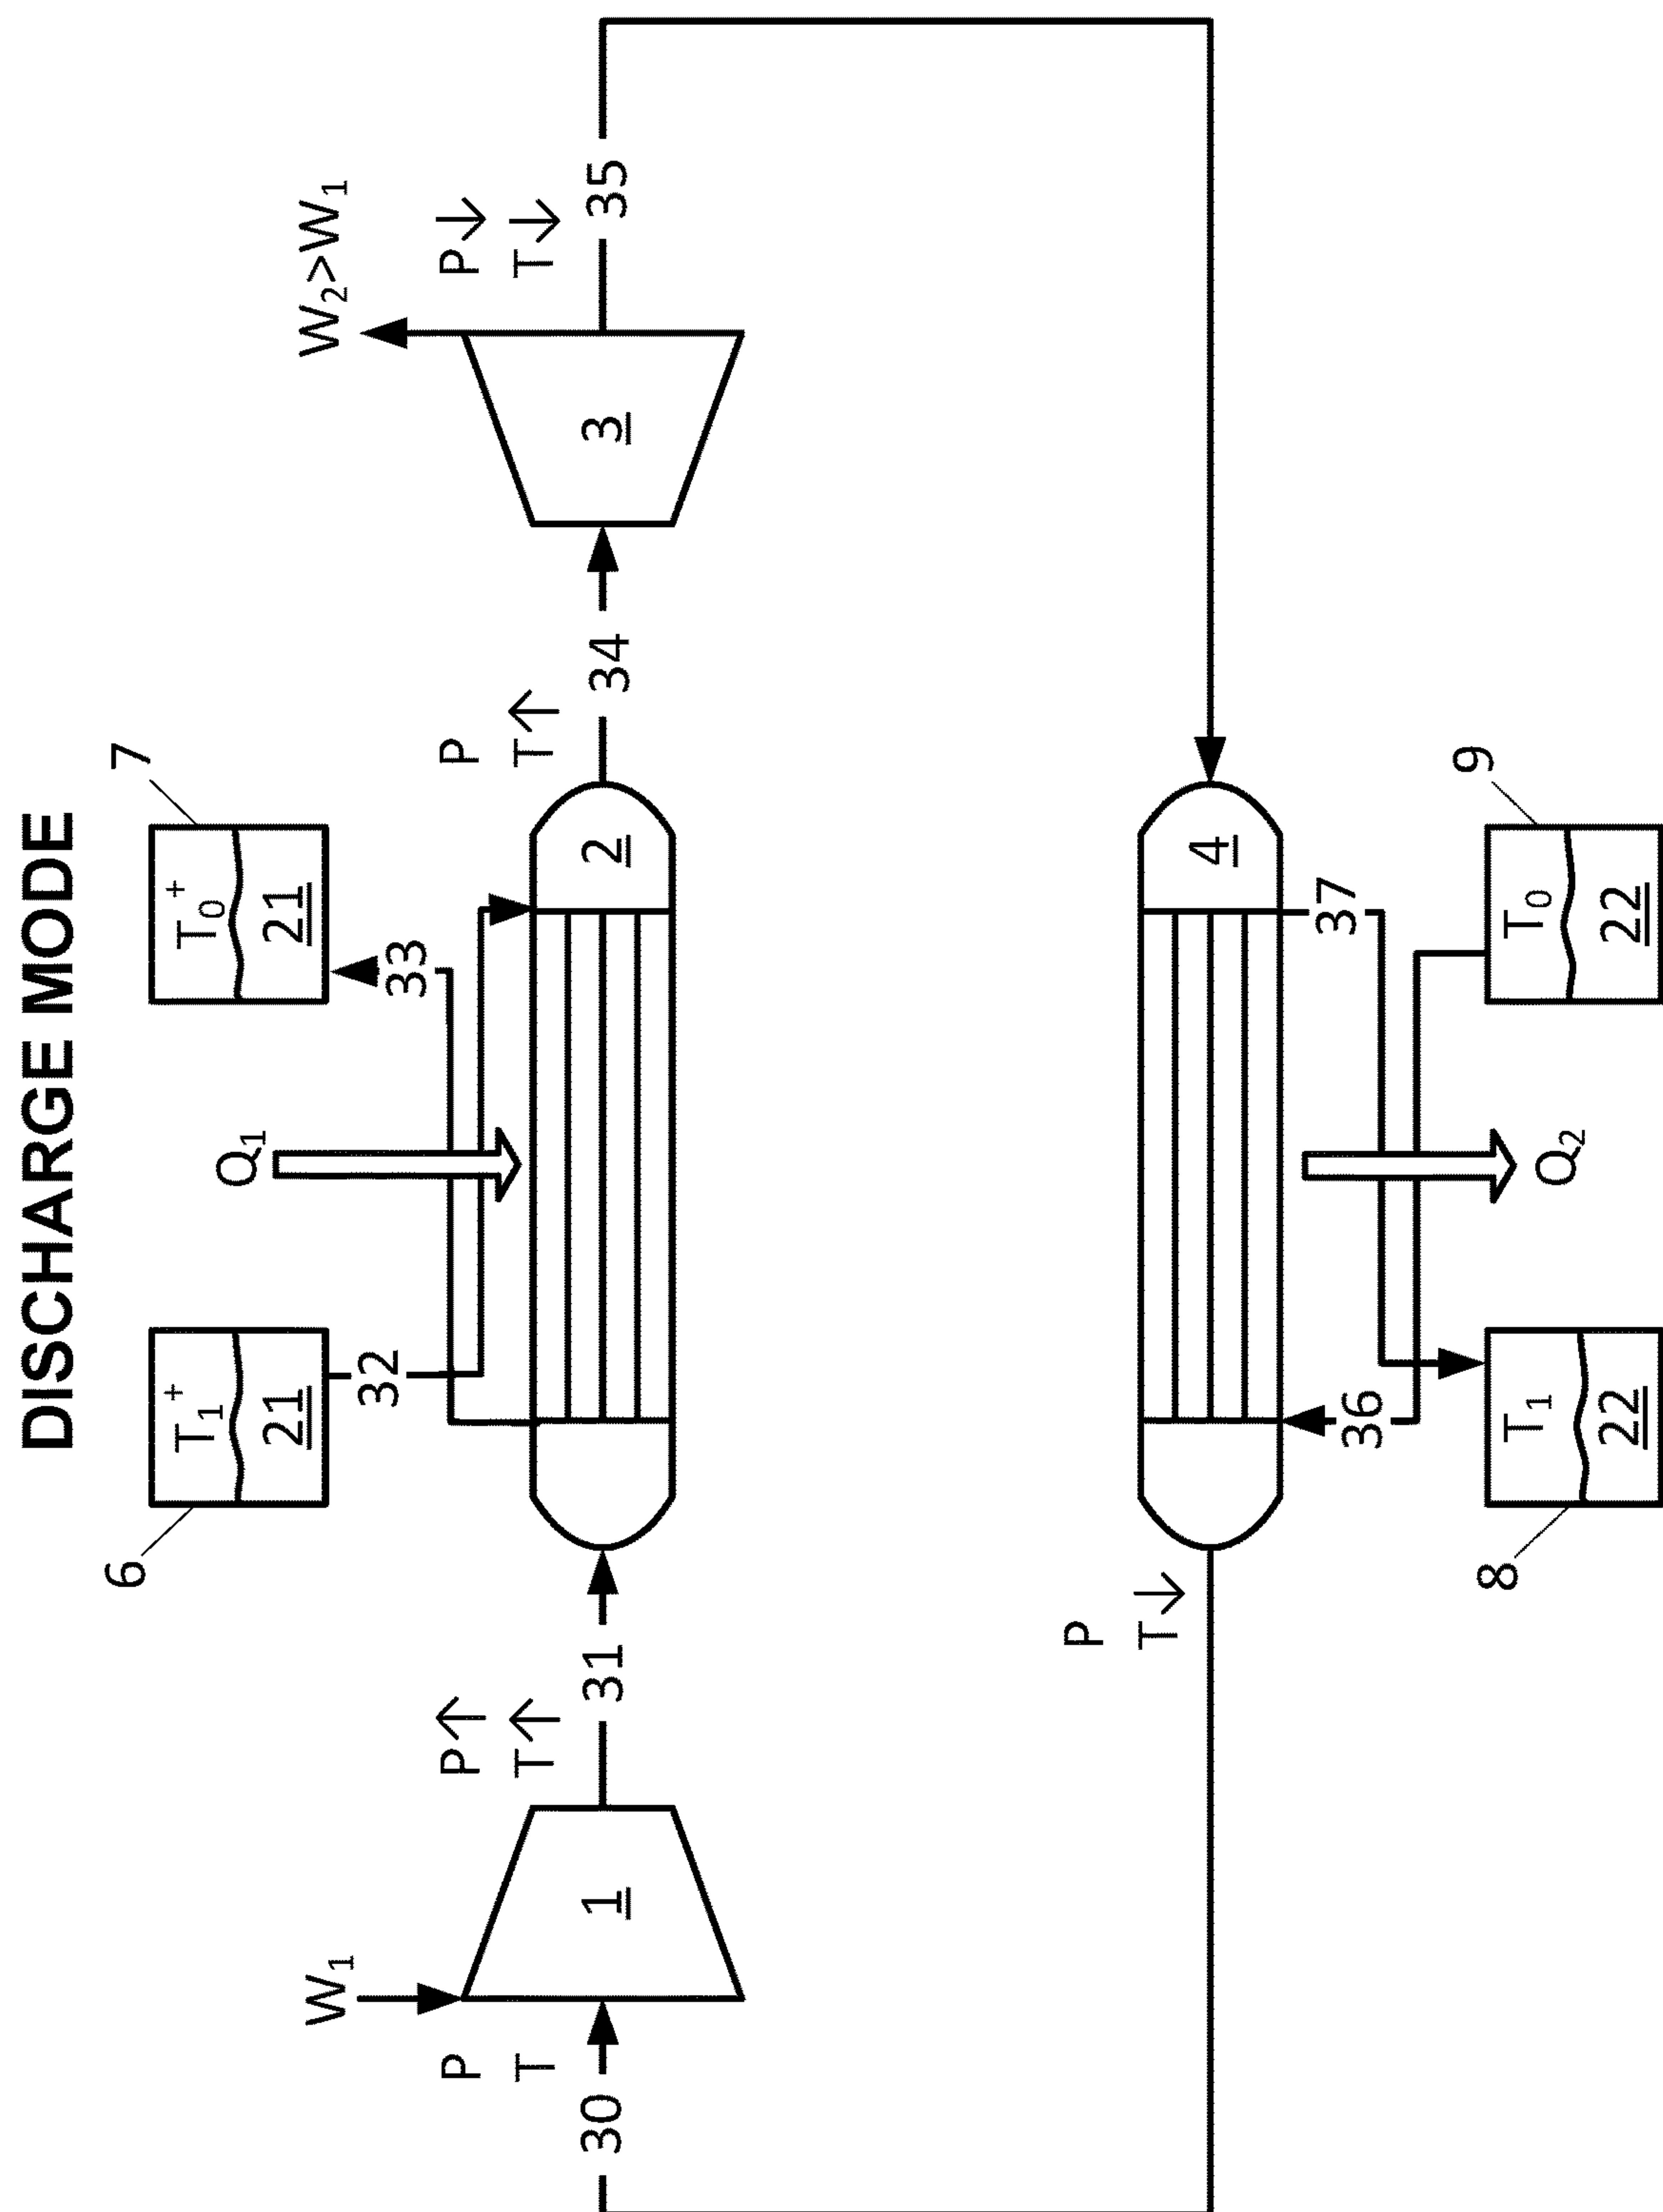 DISCHARGE MODE
6
T₁⁺
21
7
T₀⁺
21
Q₁
32
33
W₁
W₂>W₁
P
T
P↑
T↑
P
T↑
P↓
T↓
30
1
31
2
34
3
35
P
T↓
4
36
37
Q₂
8
T₁
22
9
T₀
22